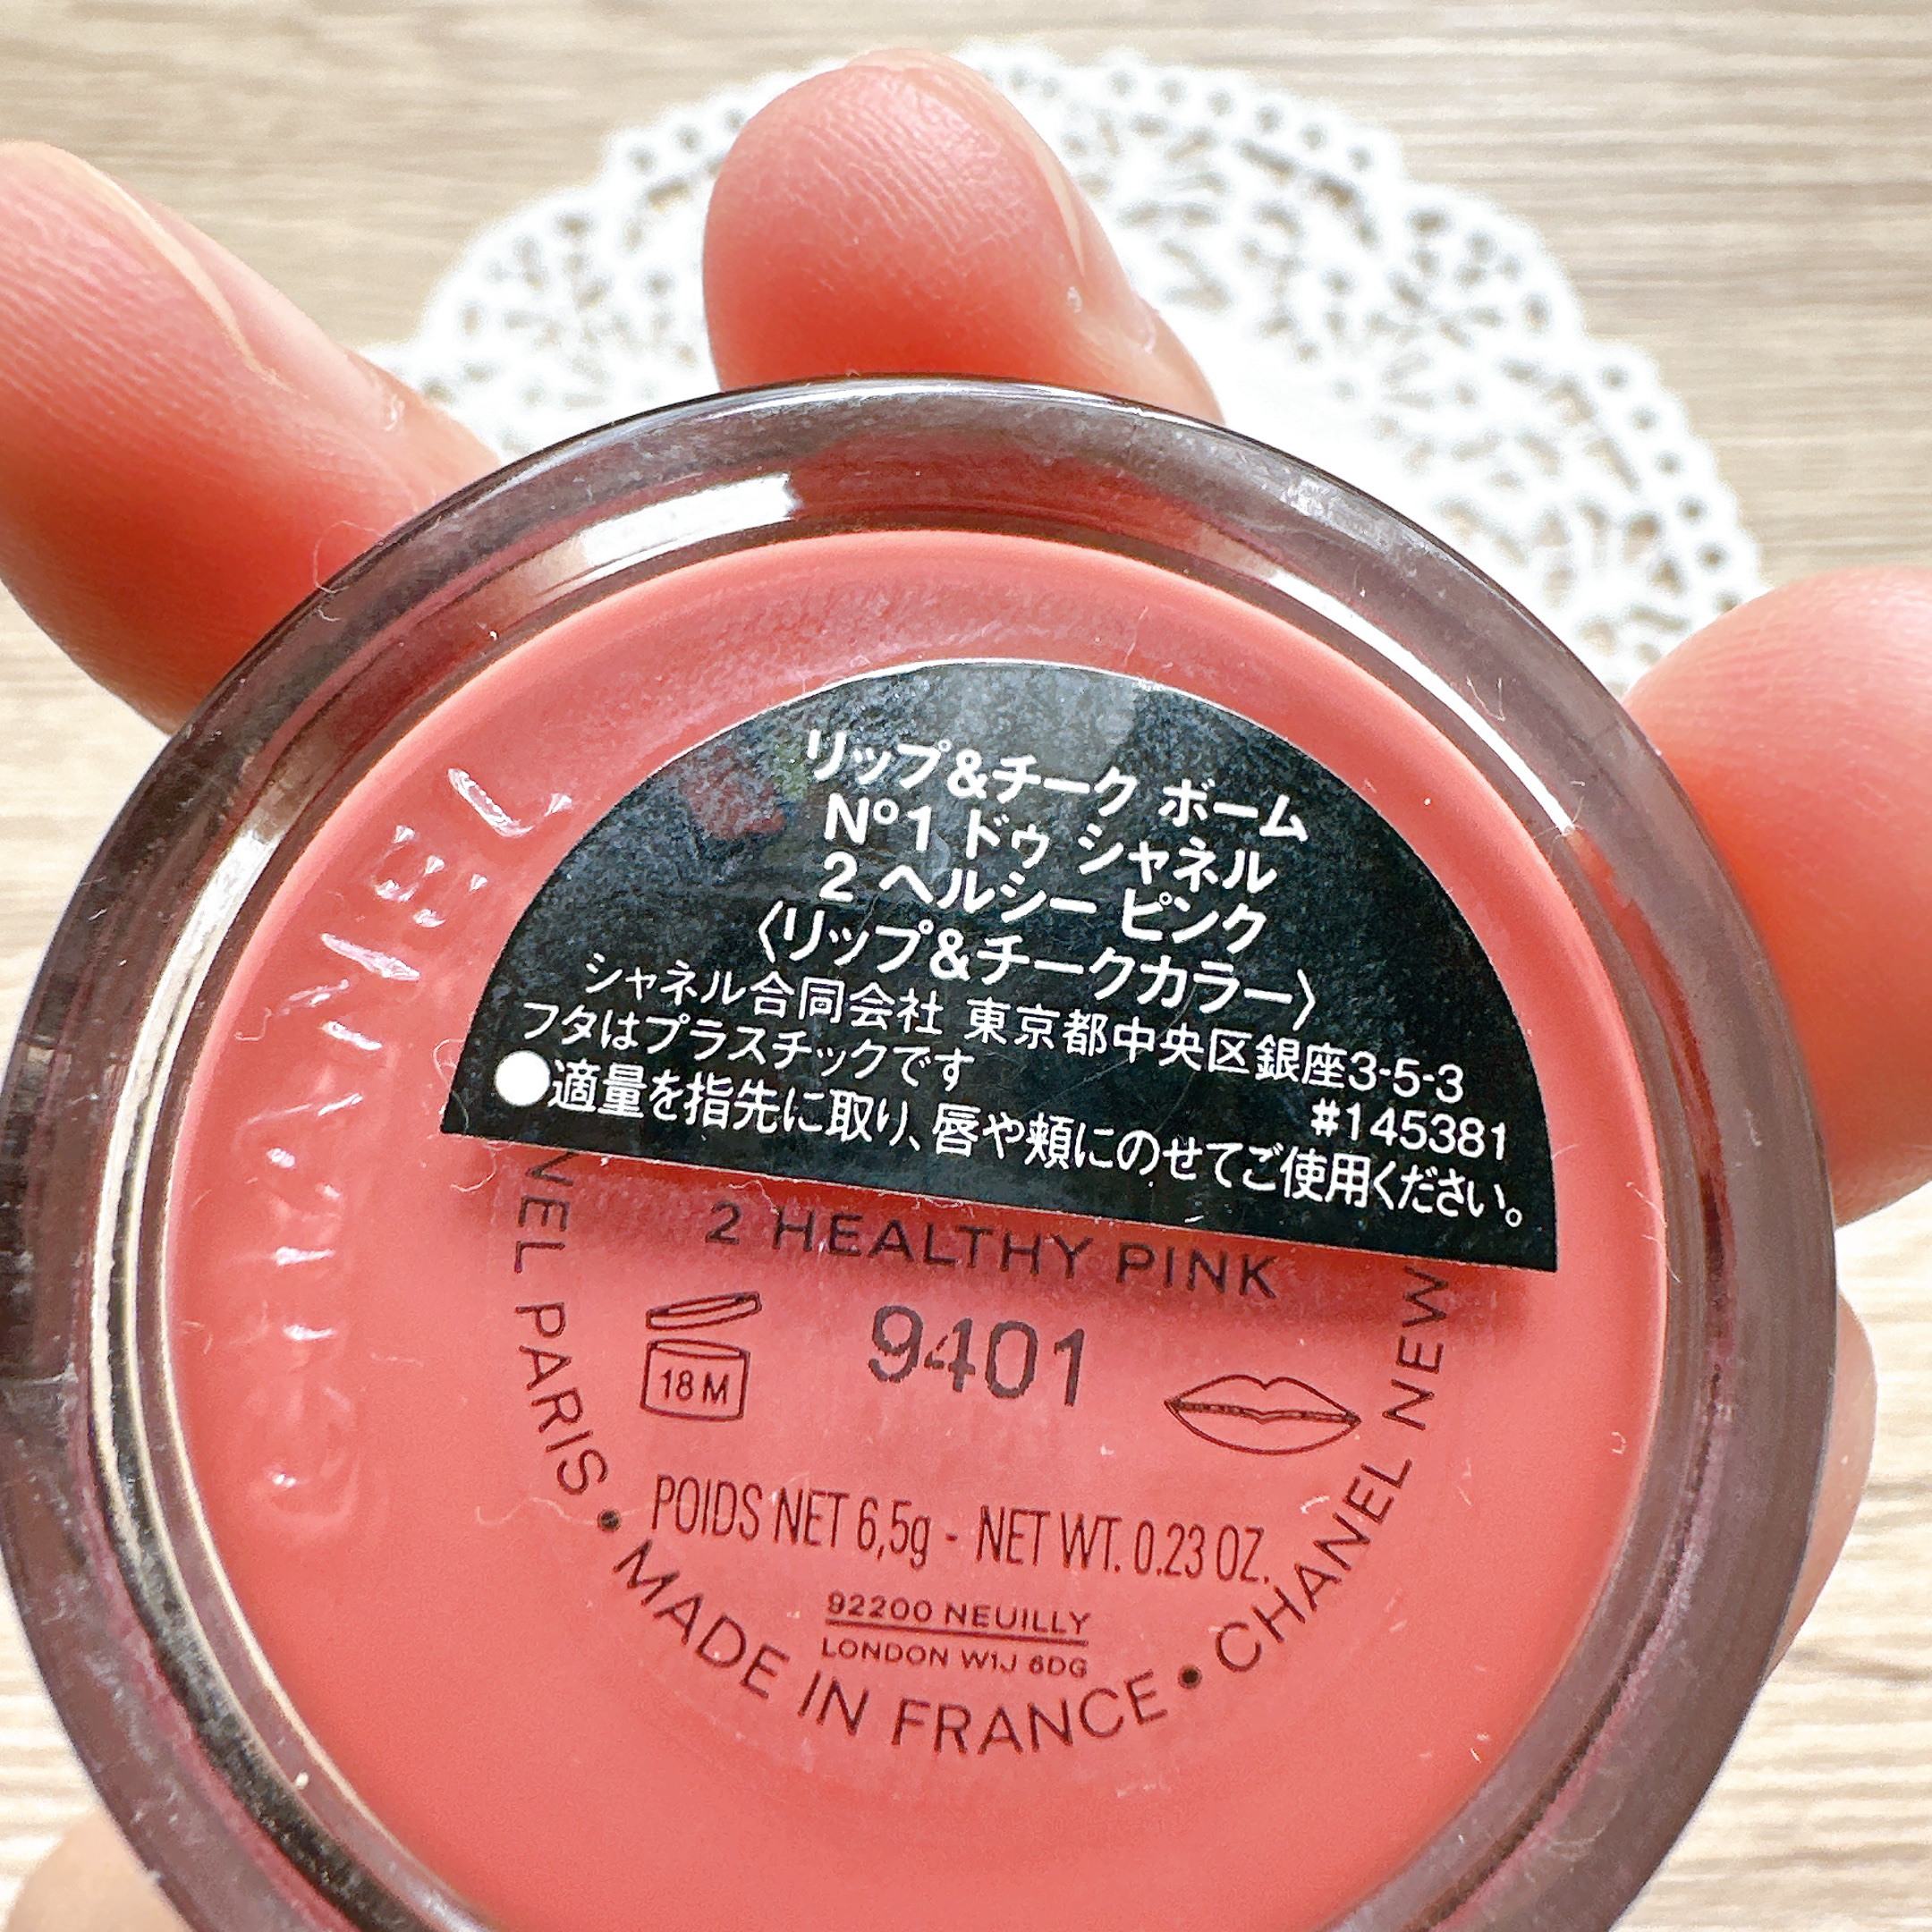 リップ&チーク ボーム
N°1 ドゥ シャネル
2 ヘルシー ピンク
〈リップ&チークカラー〉
シャネル合同会社 東京都中央区銀座3-5-3
フタはプラスチックです
#145381
●適量を指先に取り、唇や頬にのせてご使用ください。
CHANEL
2 HEALTHY PINK
9401
18 M
POIDS NET 6,5g - NET WT. 0.23 OZ.
92200 NEUILLY
LONDON W1J 6DG
NEL PARIS • MADE IN FRANCE • CHANEL NEW